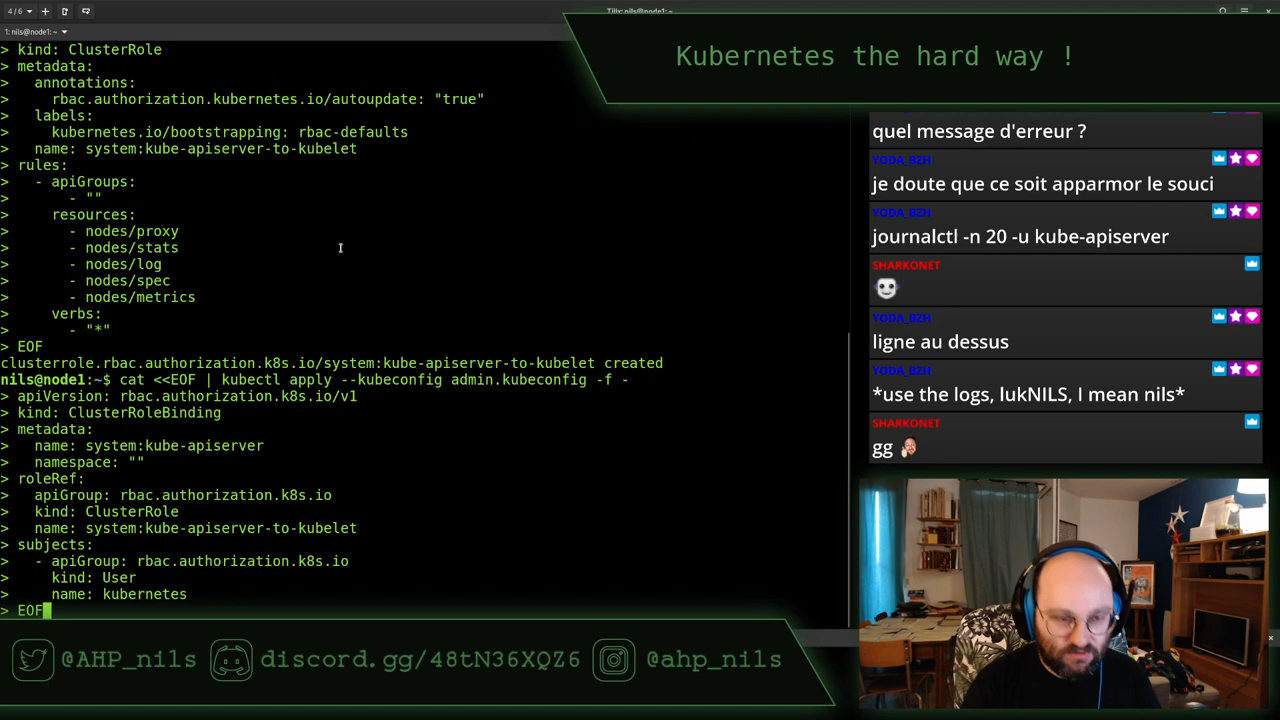 4 / 6
Tilix: nils@node1: ~
1: nils@node1: ~
> kind: ClusterRole
> metadata:
>   annotations:
>     rbac.authorization.kubernetes.io/autoupdate: "true"
>   labels:
>     kubernetes.io/bootstrapping: rbac-defaults
>   name: system:kube-apiserver-to-kubelet
> rules:
>   - apiGroups:
>       - ""
>     resources:
>       - nodes/proxy
>       - nodes/stats
>       - nodes/log
>       - nodes/spec
>       - nodes/metrics
>     verbs:
>       - "*"
> EOF
clusterrole.rbac.authorization.k8s.io/system:kube-apiserver-to-kubelet created
nils@node1:~$ cat <<EOF | kubectl apply --kubeconfig admin.kubeconfig -f -
> apiVersion: rbac.authorization.k8s.io/v1
> kind: ClusterRoleBinding
> metadata:
>   name: system:kube-apiserver
>   namespace: ""
> roleRef:
>   apiGroup: rbac.authorization.k8s.io
>   kind: ClusterRole
>   name: system:kube-apiserver-to-kubelet
> subjects:
>   - apiGroup: rbac.authorization.k8s.io
>     kind: User
>     name: kubernetes
> EOF
Kubernetes the hard way !
quel message d'erreur ?
YODA_BZH
je doute que ce soit apparmor le souci
YODA_BZH
journalctl -n 20 -u kube-apiserver
SHARKONET
YODA_BZH
ligne au dessus
YODA_BZH
*use the logs, lukNILS, I mean nils*
SHARKONET
gg
@AHP_nils
discord.gg/48tN36XQZ6
@ahp_nils